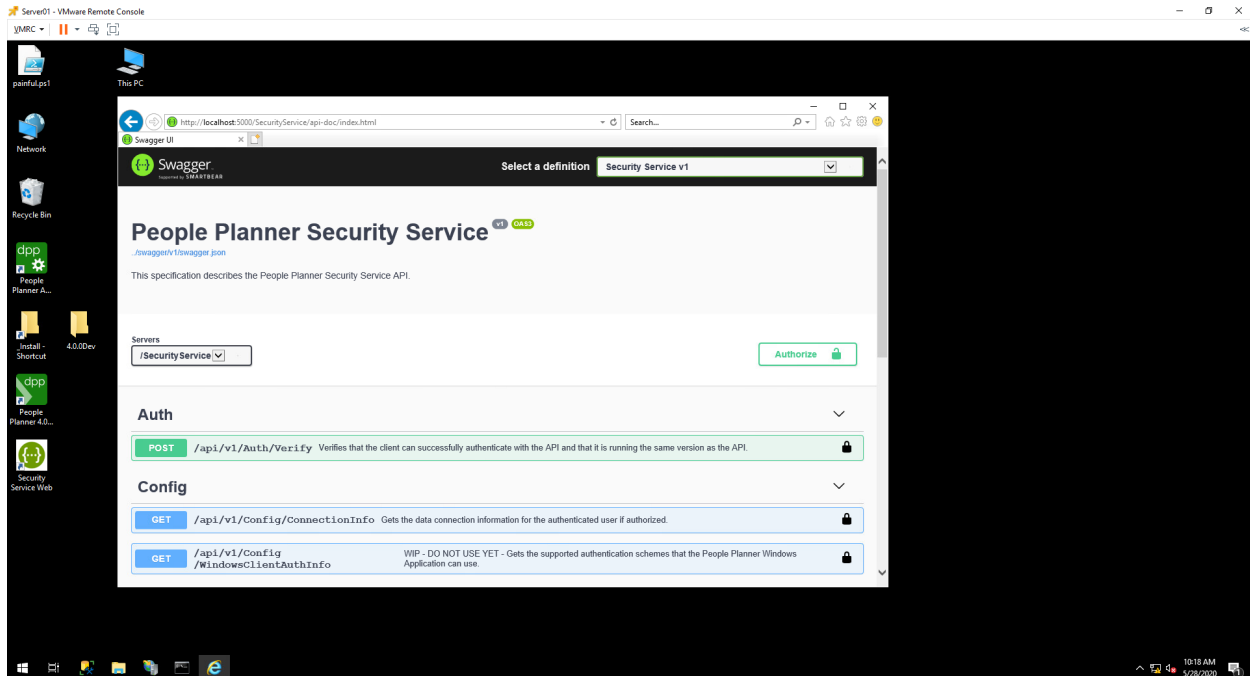 Server01 - VMware Remote Console
VMRC
painful.ps1
This PC
Network
Recycle Bin
dpp
People
Planner A...
_Install -
Shortcut
4.0.0Dev
dpp
People
Planner 4.0...
Security
Service Web
http://localhost:5000/SecurityService/api-doc/index.html
Search...
Swagger UI
Swagger
Supported by SMARTBEAR
Select a definition
Security Service v1
People Planner Security Service
v1
OAS3
../swagger/v1/swagger.json
This specification describes the People Planner Security Service API.
Servers
/SecurityService
Authorize
Auth
POST /api/v1/Auth/Verify Verifies that the client can successfully authenticate with the API and that it is running the same version as the API.
Config
GET /api/v1/Config/ConnectionInfo Gets the data connection information for the authenticated user if authorized.
GET /api/v1/Config
/WindowsClientAuthInfo
WIP - DO NOT USE YET - Gets the supported authentication schemes that the People Planner Windows
Application can use.
10:18 AM
5/28/2020